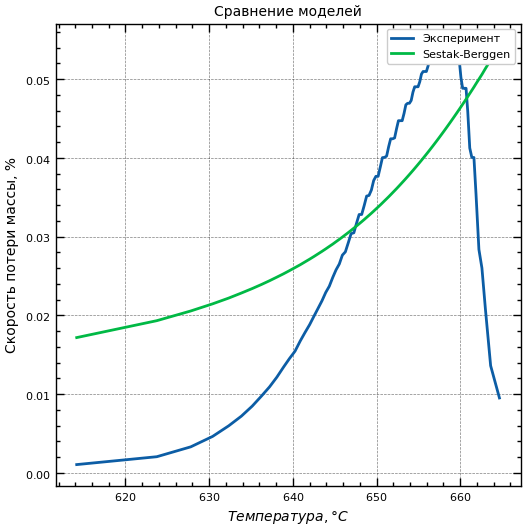 Сравнение моделей
Эксперимент
Sestak-Berggen
Скорость потери массы, %
0.05
0.04
0.03
0.02
0.01
0.00
620 630 640 650 660
Температура, °C